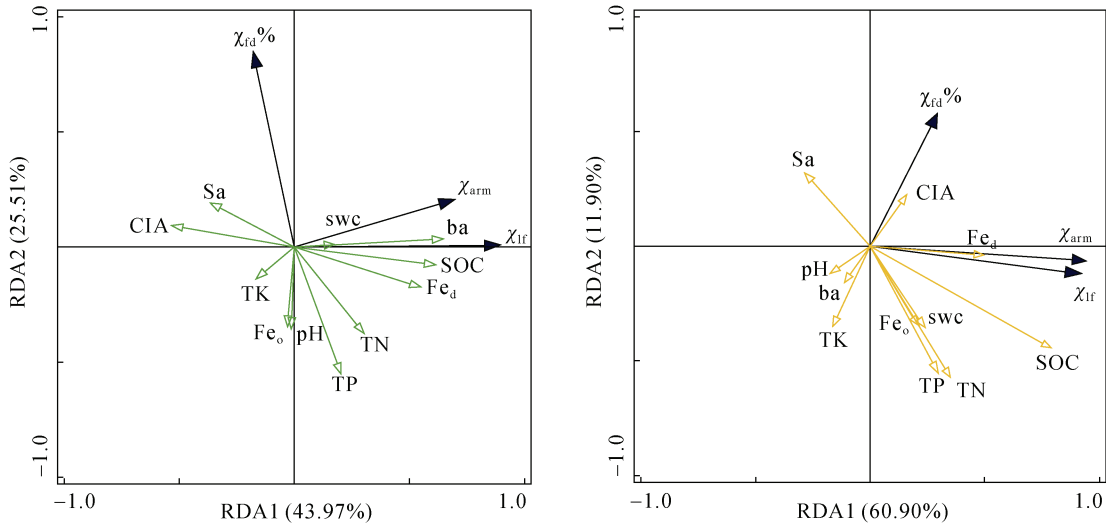 1.0
χfd%
χarm
Sa
swc
ba
CIA
χlf
SOC
TK
Fed
Feo
pH
TN
TP
RDA2 (25.51%)
−1.0
−1.0
1.0
RDA1 (43.97%)
1.0
χfd%
Sa
CIA
Fed
χarm
pH
ba
χlf
Feo
swc
TK
SOC
TP
TN
RDA2 (11.90%)
−1.0
−1.0
1.0
RDA1 (60.90%)